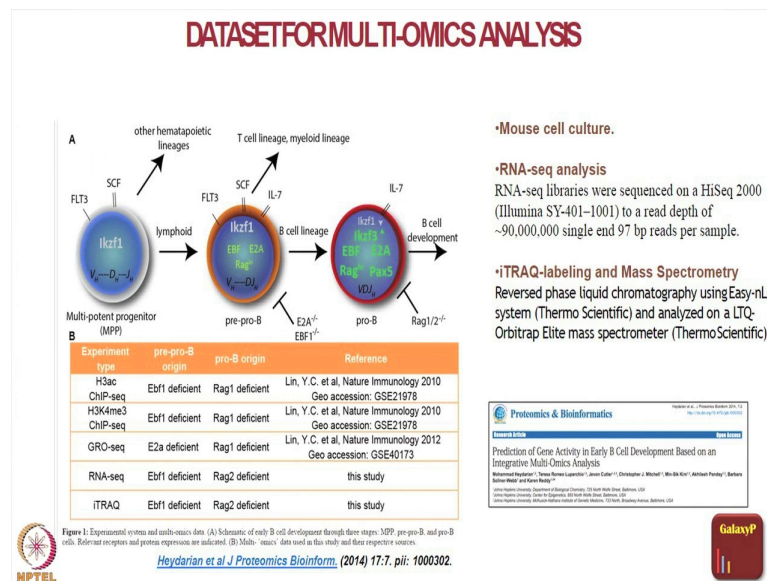 DATASET FOR MULTI-OMICS ANALYSIS
A
other hematapoietic
lineages
T cell lineage, myeloid lineage
FLT3
SCF
FLT3
SCF
IL-7
IL-7
Ikzf1
lymphoid
Ikzf1
EBF E2A
Rag
B cell lineage
Ikzf1
Ikzf3
EBF E2A
Rag Pax5
VDJH
B cell
development
VH—DH—JH
VH—DJH
Multi-potent progenitor
(MPP)
pre-pro-B
E2A-/-
EBF1-/-
pro-B
Rag1/2-/-
B
Experiment type pre-pro-B origin pro-B origin Reference
H3ac ChIP-seq Ebf1 deficient Rag1 deficient Lin, Y.C. et al, Nature Immunology 2010 Geo accession: GSE21978
H3K4me3 ChIP-seq Ebf1 deficient Rag1 deficient Lin, Y.C. et al, Nature Immunology 2010 Geo accession: GSE21978
GRO-seq E2a deficient Rag1 deficient Lin, Y.C. et al, Nature Immunology 2012 Geo accession: GSE40173
RNA-seq Ebf1 deficient Rag2 deficient this study
iTRAQ Ebf1 deficient Rag2 deficient this study
Figure 1: Experimental system and multi-omics data. (A) Schematic of early B cell development through three stages: MPP, pre-pro-B, and pro-B
cells. Relevant receptors and protein expression are indicated. (B) Multi- 'omics' data used in this study and their respective sources.
Heydarian et al J Proteomics Bioinform. (2014) 17:7. pii: 1000302.
•Mouse cell culture.
•RNA-seq analysis
RNA-seq libraries were sequenced on a HiSeq 2000
(Illumina SY-401–1001) to a read depth of
~90,000,000 single end 97 bp reads per sample.
•iTRAQ-labeling and Mass Spectrometry
Reversed phase liquid chromatography using Easy-nL
system (Thermo Scientific) and analyzed on a LTQ-
Orbitrap Elite mass spectrometer (Thermo Scientific)
Proteomics & Bioinformatics
Research Article
Open Access
Prediction of Gene Activity in Early B Cell Development Based on an
Integrative Multi-Omics Analysis
NPTEL
GalaxyP